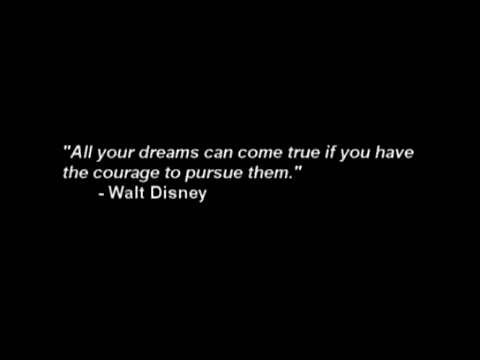 "All your dreams can come true if you have
the courage to pursue them."
- Walt Disney